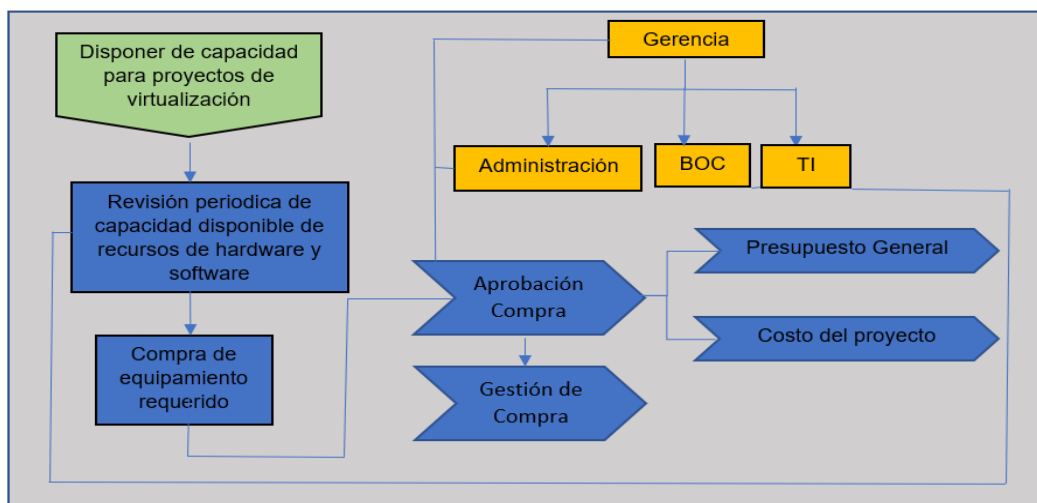 Disponer de capacidad
para proyectos de
virtualización
Gerencia
Administración
BOC
TI
Revisión periodica de
capacidad disponible de
recursos de hardware y
software
Presupuesto General
Aprobación
Compra
Costo del proyecto
Compra de
equipamiento
requerido
Gestión de
Compra